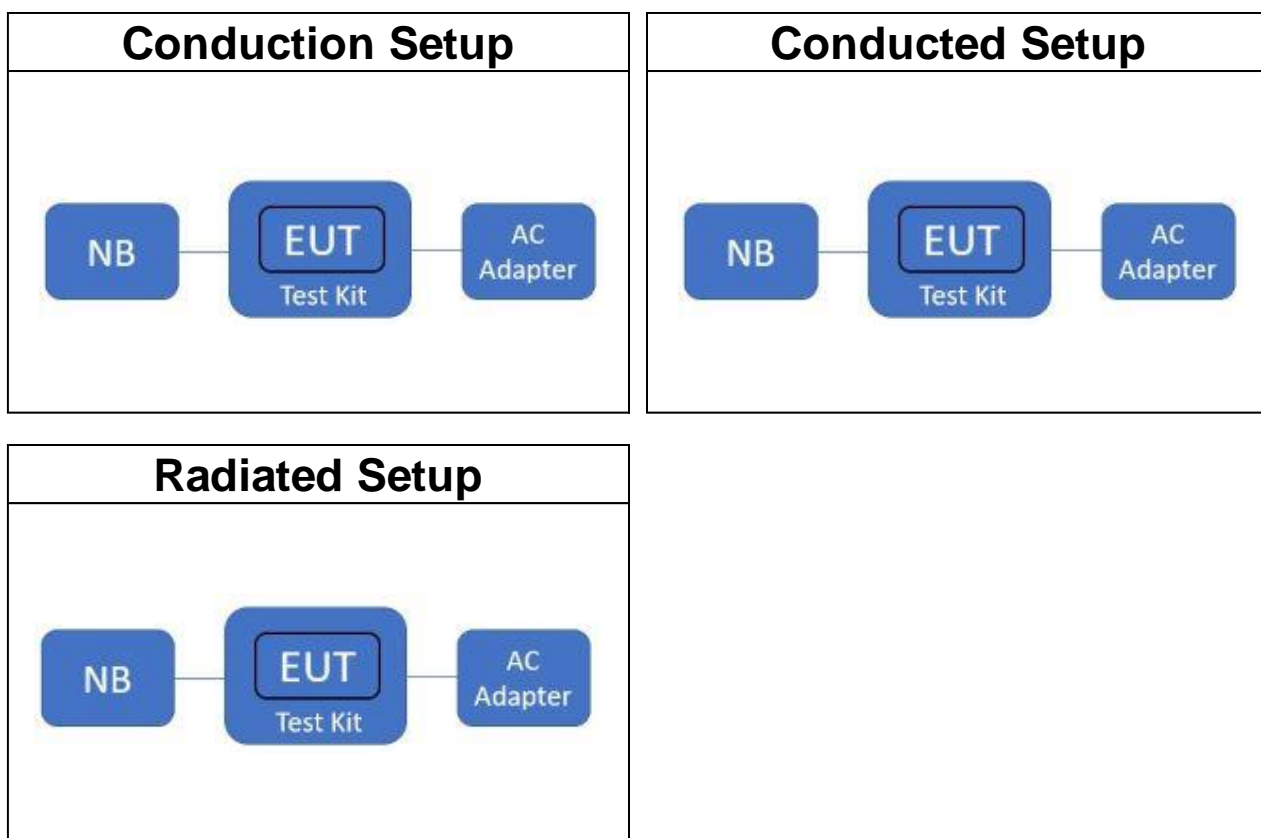 Conduction Setup
NB
EUT
Test Kit
AC
Adapter
Conducted Setup
NB
EUT
Test Kit
AC
Adapter
Radiated Setup
NB
EUT
Test Kit
AC
Adapter